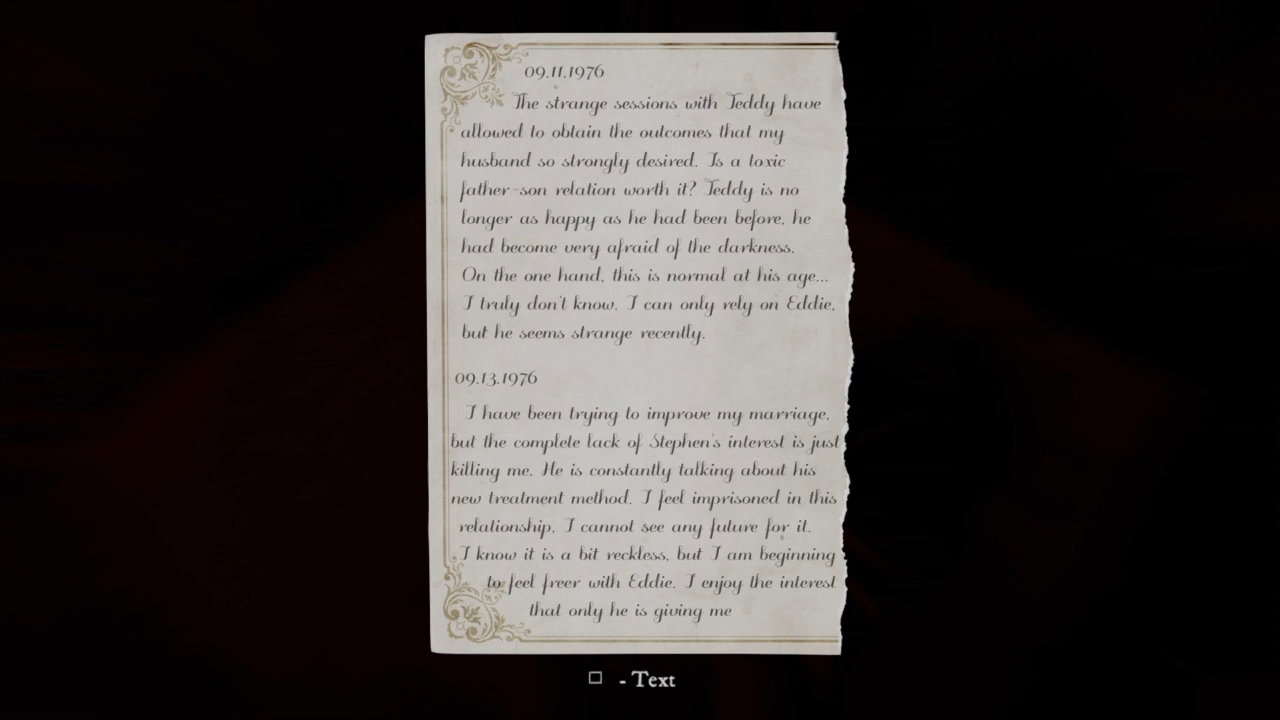 09.11.1976
The strange sessions with Teddy have
allowed to obtain the outcomes that my
husband so strongly desired. Is a toxic
father-son relation worth it? Teddy is no
longer as happy as he had been before, he
had become very afraid of the darkness.
On the one hand, this is normal at his age...
I truly don't know. I can only rely on Eddie,
but he seems strange recently.
09.13.1976
I have been trying to improve my marriage,
but the complete lack of Stephen's interest is just
killing me. He is constantly talking about his
new treatment method. I feel imprisoned in this
relationship, I cannot see any future for it.
I know it is a bit reckless, but I am beginning
to feel freer with Eddie. I enjoy the interest
that only he is giving me
□ - Text